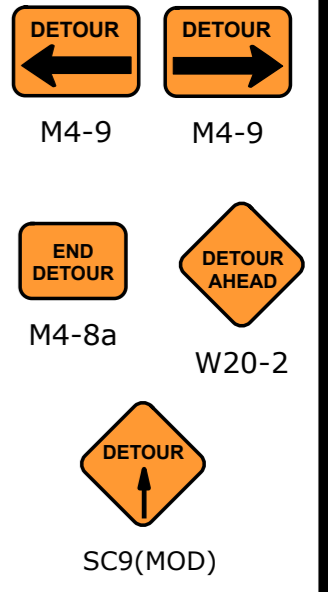 DETOUR
DETOUR
M4-9
M4-9
END
DETOUR
M4-8a
DETOUR
AHEAD
W20-2
DETOUR
SC9(MOD)